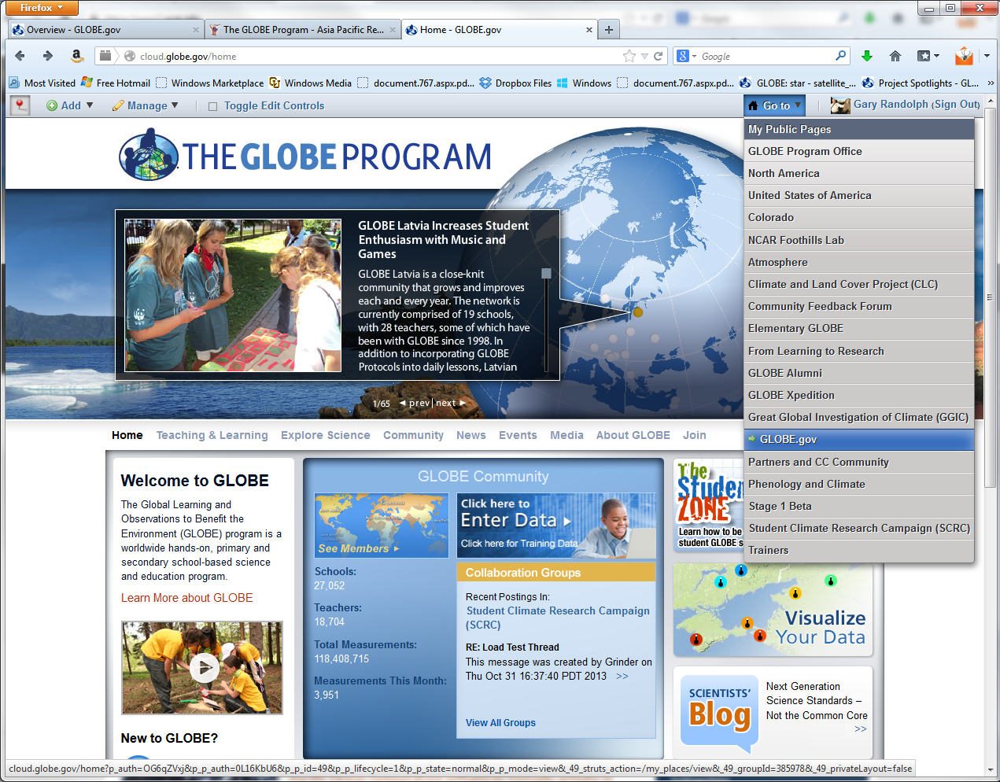 Firefox
Overview - GLOBE.gov
The GLOBE Program - Asia Pacific Re...
Home - GLOBE.gov
cloud.globe.gov/home
Google
Most Visited
Free Hotmail
Windows Marketplace
Windows Media
document.767.aspx.pd...
Dropbox Files
Windows
document.767.aspx.pd...
GLOBE: star - satellite_...
Project Spotlights - GL...
Add
Manage
Toggle Edit Controls
Go to
Gary Randolph (Sign Out)
My Public Pages
GLOBE Program Office
North America
United States of America
Colorado
NCAR Foothills Lab
Atmosphere
Climate and Land Cover Project (CLC)
Community Feedback Forum
Elementary GLOBE
From Learning to Research
GLOBE Alumni
GLOBE Xpedition
Great Global Investigation of Climate (GGIC)
GLOBE.gov
Partners and CC Community
Phenology and Climate
Stage 1 Beta
Student Climate Research Campaign (SCRC)
Trainers
THE GLOBE PROGRAM
GLOBE Latvia Increases Student
Enthusiasm with Music and
Games
GLOBE Latvia is a close-knit
community that grows and improves
each and every year. The network is
currently comprised of 19 schools,
with 28 teachers, some of which have
been with GLOBE since 1998. In
addition to incorporating GLOBE
Protocols into daily lessons, Latvian
1/65 ◄ prev | next ►
Home
Teaching & Learning
Explore Science
Community
News
Events
Media
About GLOBE
Join
Welcome to GLOBE
The Global Learning and
Observations to Benefit the
Environment (GLOBE) program is a
worldwide hands-on, primary and
secondary school-based science
and education program.
Learn More about GLOBE
New to GLOBE?
GLOBE Community
See Members ►
Schools:
27,052
Teachers:
18,704
Total Measurements:
118,408,715
Measurements This Month:
3,951
Click here to
Enter Data ►
Click here for Training Data
Collaboration Groups
Recent Postings In:
Student Climate Research Campaign
(SCRC)
RE: Load Test Thread
This message was created by Grinder on
Thu Oct 31 16:37:40 PDT 2013 >>
View All Groups
The
Studen
ZONE
Learn how to be
student GLOBE s
Visualize
Your Data
SCIENTISTS'
Blog
Next Generation
Science Standards –
Not the Common Core
>>
cloud.globe.gov/home?p_auth=OG6qZVxj&p_p_auth=0L16KbU6&p_p_id=49&p_p_lifecycle=1&p_p_state=normal&p_p_mode=view&_49_struts_action=/my_places/view&_49_groupId=385978&_49_privateLayout=false